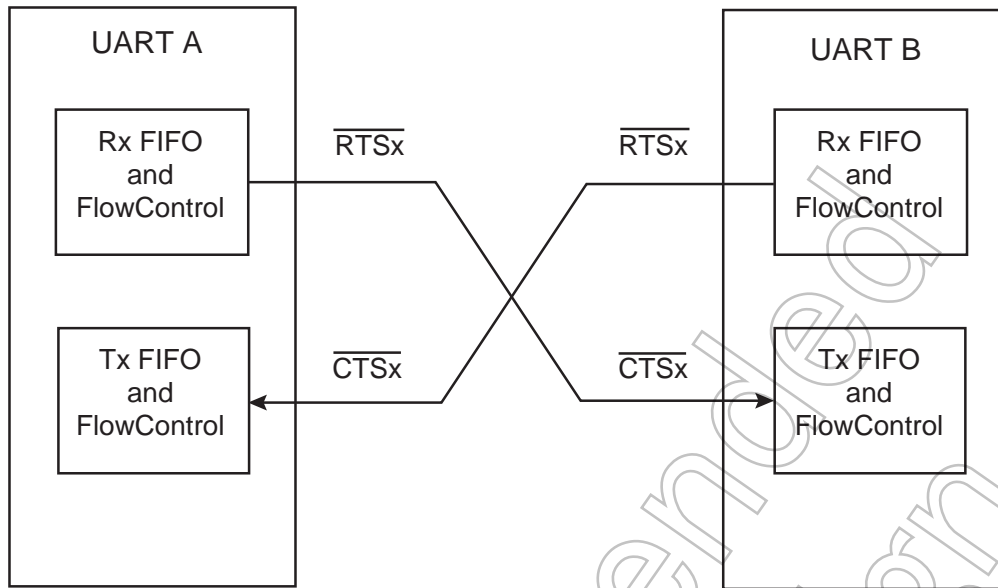 UART A
UART B
Rx FIFO
and
FlowControl
RTSx
RTSx
Rx FIFO
and
FlowControl
Tx FIFO
and
FlowControl
CTSx
CTSx
Tx FIFO
and
FlowControl
ended